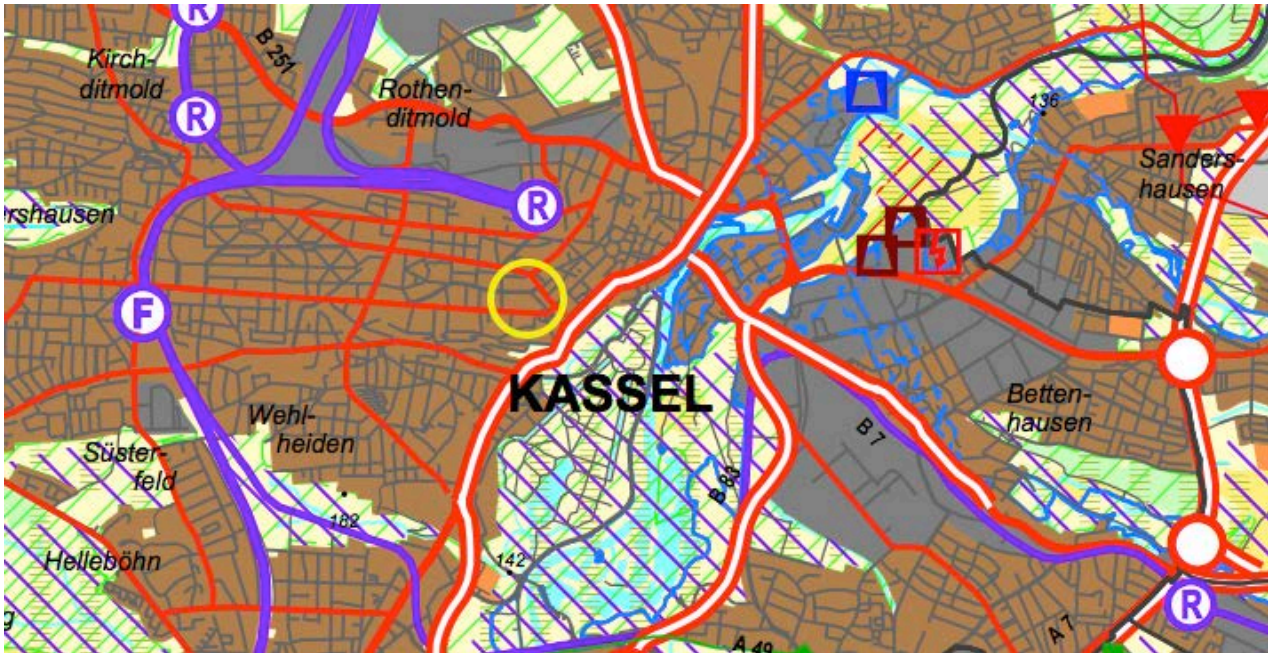 R
B 251
Kirch-
ditmold
Rothen-
ditmold
R
136
Sanders-
hausen
rshausen
R
F
KASSEL
Wehl-
heiden
Betten-
hausen
B 7
Süster-
feld
B 83
182
142
Helleböhn
g
R
A 7
A 49